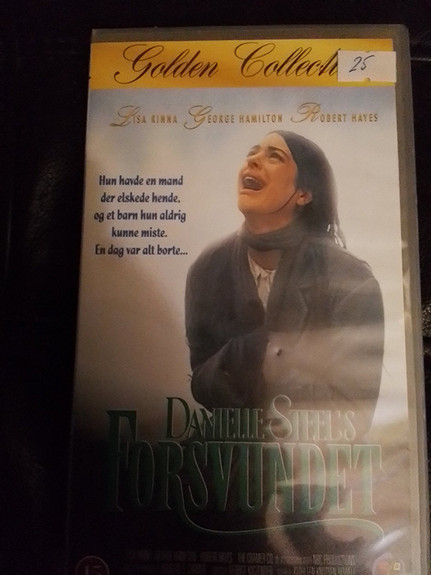 Golden Collecti
25
LISA RINNA GEORGE HAMILTON ROBERT HAYES
Hun havde en mand
der elskede hende,
og et barn hun aldrig
kunne miste.
En dag var alt borte...
DANIELLE STEEL'S
FORSVUNDET
15